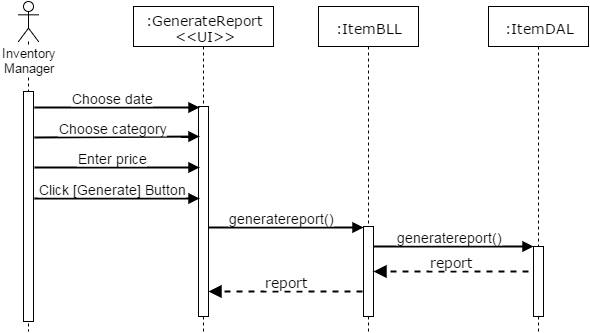 :GenerateReport
<<UI>>
:ItemBLL
:ItemDAL
Inventory
Manager
Choose date
Choose category
Enter price
Click [Generate] Button
generatereport()
generatereport()
report
report